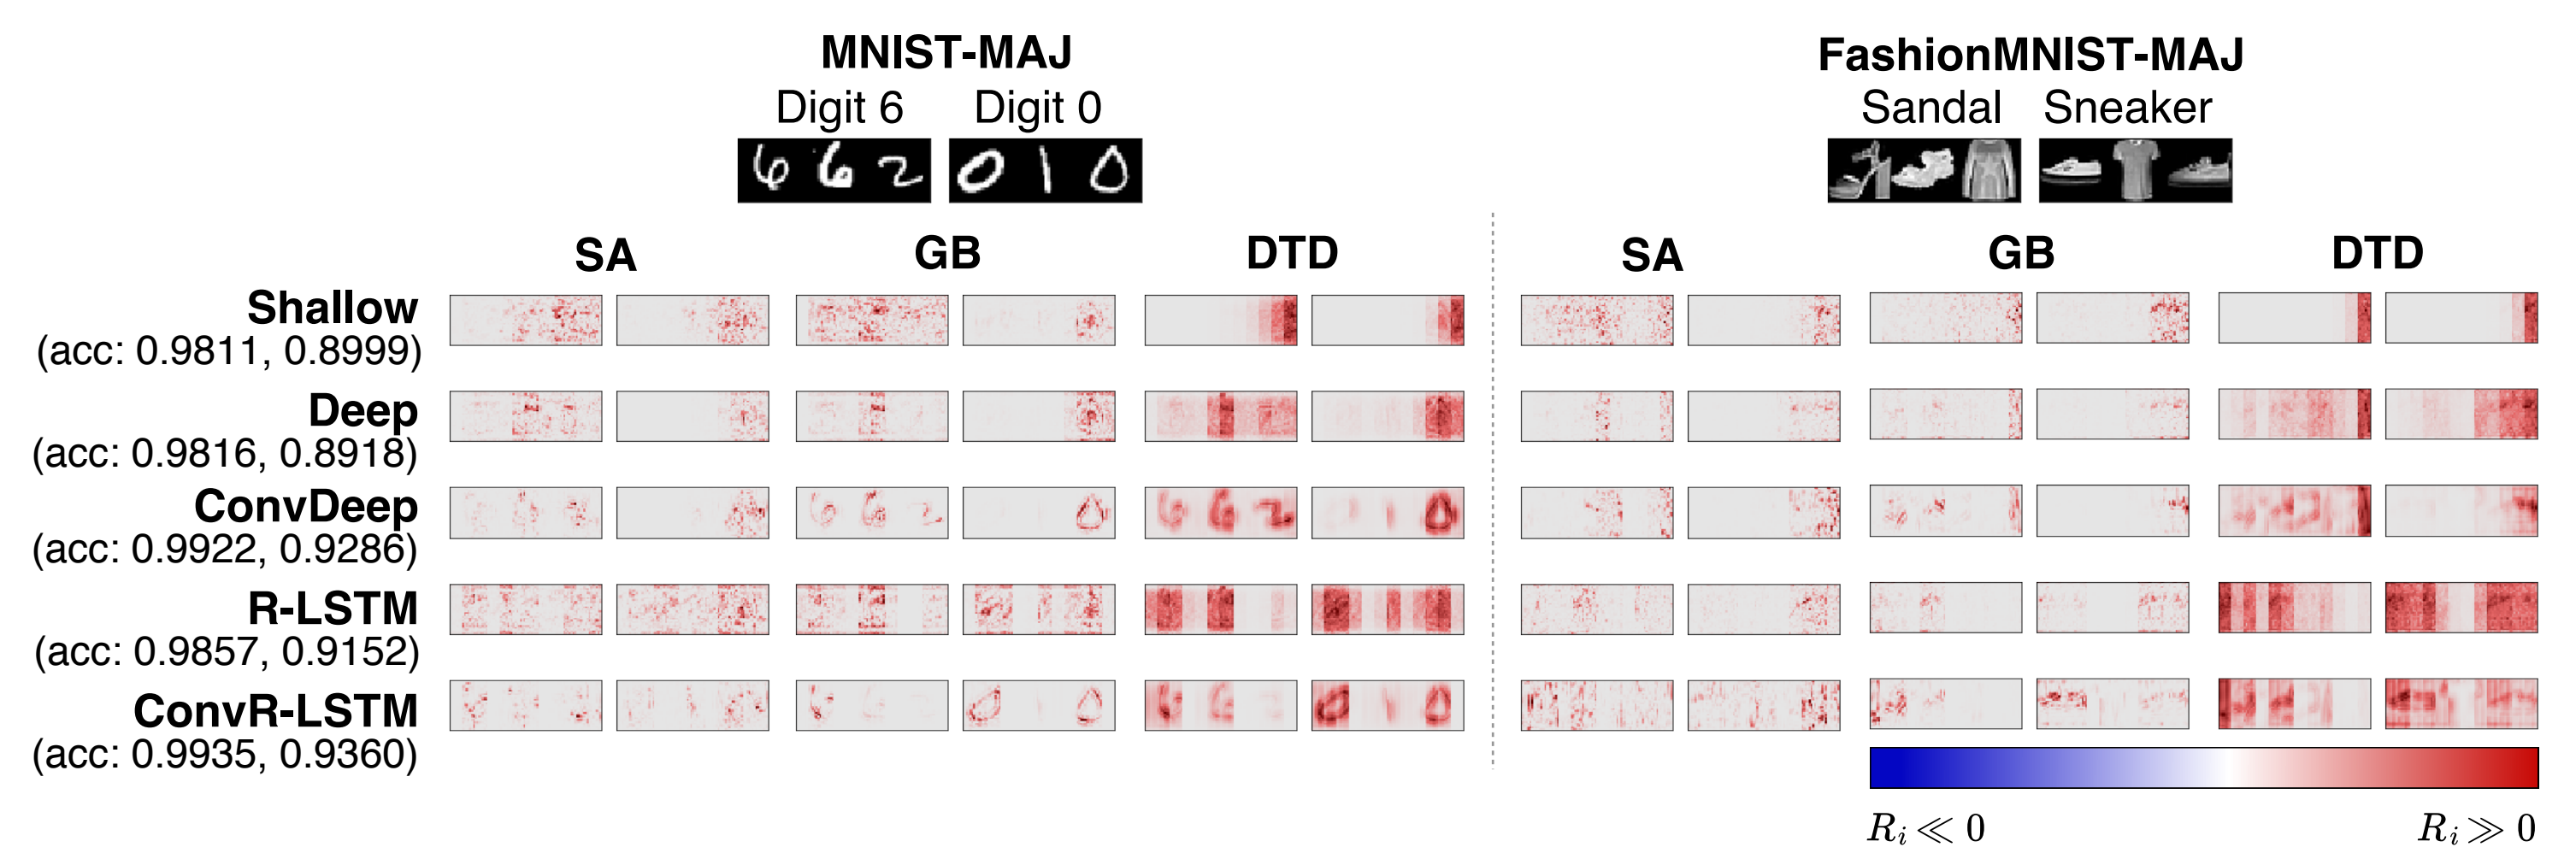 MNIST-MAJ
Digit 6 Digit 0
FashionMNIST-MAJ
Sandal Sneaker
SA GB DTD SA GB DTD
Shallow
(acc: 0.9811, 0.8999)
Deep
(acc: 0.9816, 0.8918)
ConvDeep
(acc: 0.9922, 0.9286)
R-LSTM
(acc: 0.9857, 0.9152)
ConvR-LSTM
(acc: 0.9935, 0.9360)
R_i ≪ 0 R_i ≫ 0